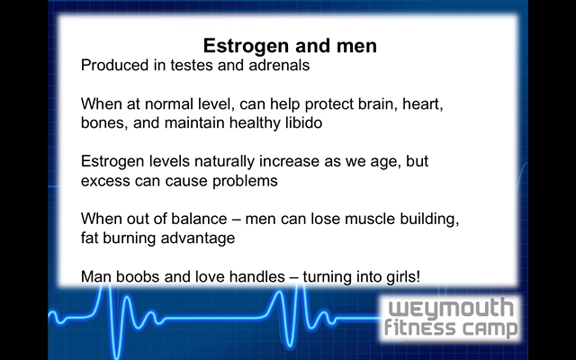 Estrogen and men
Produced in testes and adrenals
When at normal level, can help protect brain, heart,
bones, and maintain healthy libido
Estrogen levels naturally increase as we age, but
excess can cause problems
When out of balance – men can lose muscle building,
fat burning advantage
Man boobs and love handles – turning into girls!
weymouth
fitness camp